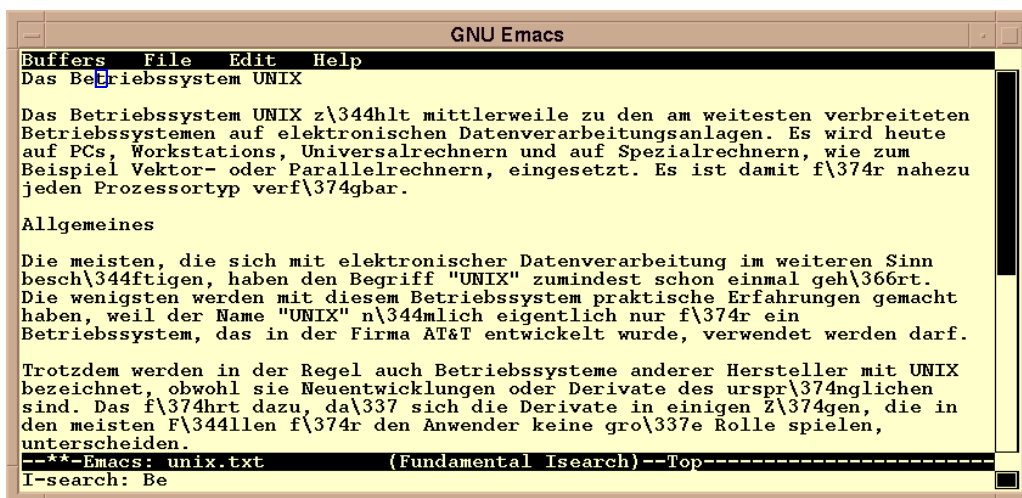 GNU Emacs
Buffers File Edit Help
Das Betriebssystem UNIX
Das Betriebssystem UNIX z\344hlt mittlerweile zu den am weitesten verbreiteten
Betriebssystemen auf elektronischen Datenverarbeitungsanlagen. Es wird heute
auf PCs, Workstations, Universalrechnern und auf Spezialrechnern, wie zum
Beispiel Vektor- oder Parallelrechnern, eingesetzt. Es ist damit f\374r nahezu
jeden Prozessortyp verf\374gbar.
Allgemeines
Die meisten, die sich mit elektronischer Datenverarbeitung im weiteren Sinn
besch\344ftigen, haben den Begriff "UNIX" zumindest schon einmal geh\366rt.
Die wenigsten werden mit diesem Betriebssystem praktische Erfahrungen gemacht
haben, weil der Name "UNIX" n\344mlich eigentlich nur f\374r ein
Betriebssystem, das in der Firma AT&T entwickelt wurde, verwendet werden darf.
Trotzdem werden in der Regel auch Betriebssysteme anderer Hersteller mit UNIX
bezeichnet, obwohl sie Neuentwicklungen oder Derivate des urspr\374nglichen
sind. Das f\374hrt dazu, da\337 sich die Derivate in einigen Z\374gen, die in
den meisten F\344llen f\374r den Anwender keine gro\337e Rolle spielen,
unterscheiden.
--**-Emacs: unix.txt (Fundamental Isearch)--Top------------------------
I-search: Be